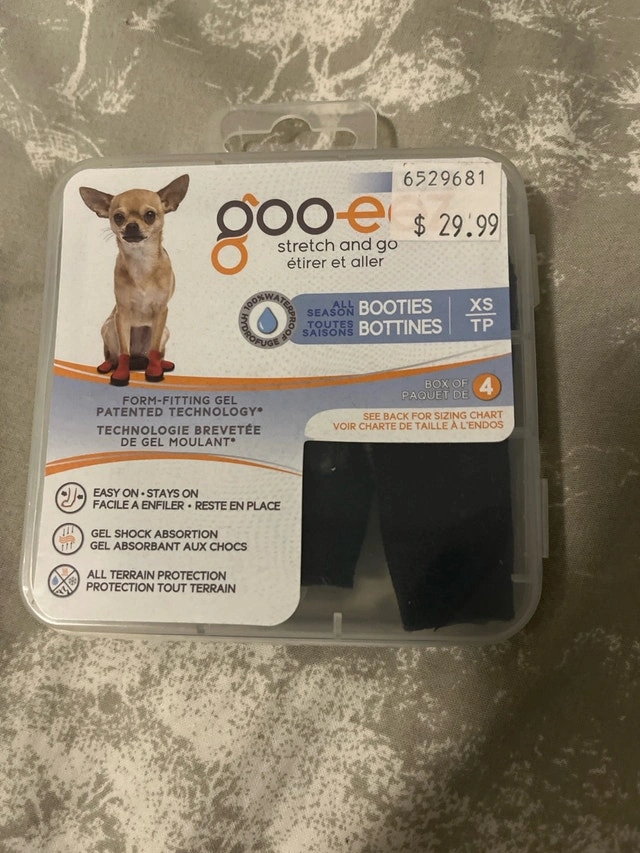 6529681
$ 29.99
goo-e
stretch and go
étirer et aller
100% WATERPROOF
HYDROFUGE
ALL SEASON BOOTIES
TOUTES SAISONS BOTTINES
XS
TP
BOX OF
PAQUET DE 4
SEE BACK FOR SIZING CHART
VOIR CHARTE DE TAILLE À L'ENDOS
FORM-FITTING GEL
PATENTED TECHNOLOGY*
TECHNOLOGIE BREVETÉE
DE GEL MOULANT*
EASY ON • STAYS ON
FACILE A ENFILER • RESTE EN PLACE
GEL SHOCK ABSORTION
GEL ABSORBANT AUX CHOCS
ALL TERRAIN PROTECTION
PROTECTION TOUT TERRAIN